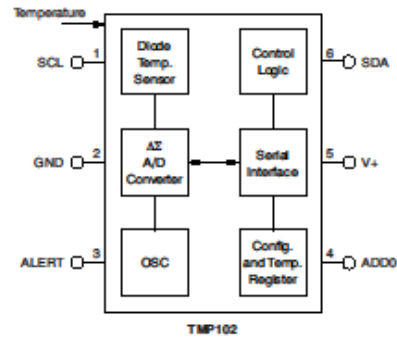 Temperature
SCL
1
Diode
Temp.
Sensor
Control
Logic
6
SDA
GND
2
ΔΣ
A/D
Converter
Serial
Interface
5
V+
ALERT
3
OSC
Config.
and Temp.
Register
4
ADD0
TMP102